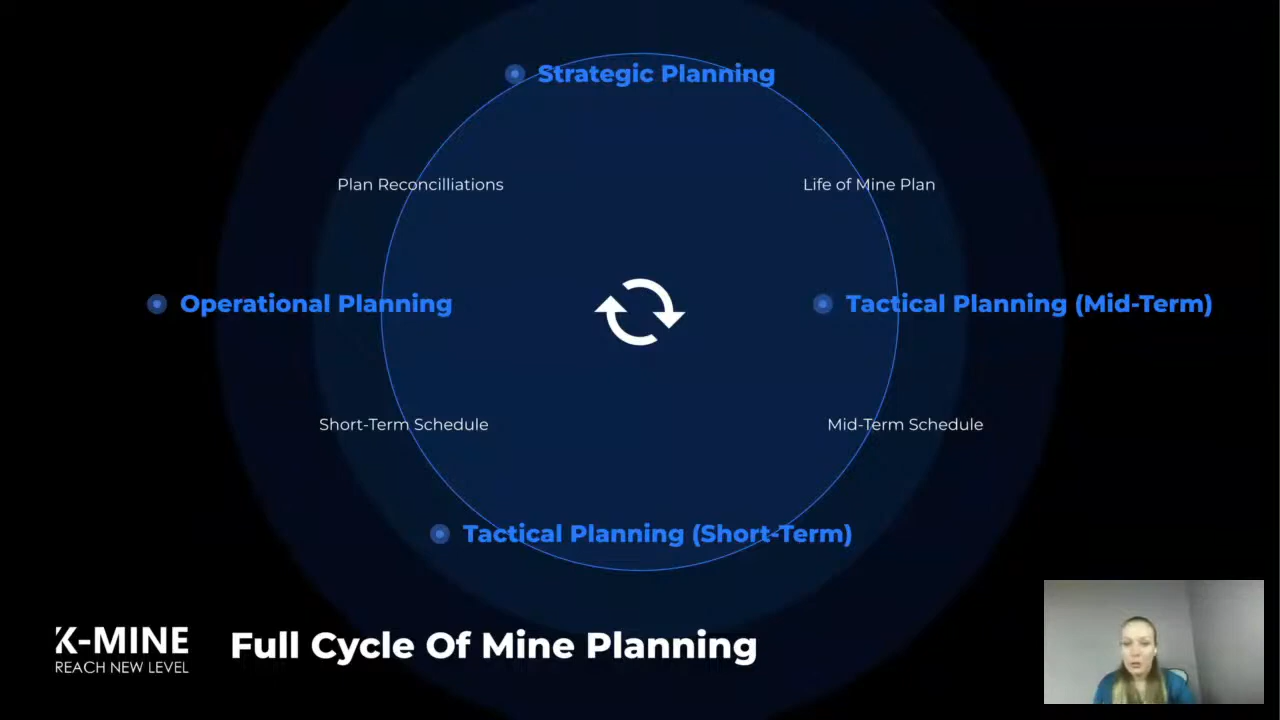 Strategic Planning
Plan Reconcilliations
Life of Mine Plan
Operational Planning
Tactical Planning (Mid-Term)
Short-Term Schedule
Mid-Term Schedule
Tactical Planning (Short-Term)
K-MINE
REACH NEW LEVEL
Full Cycle Of Mine Planning